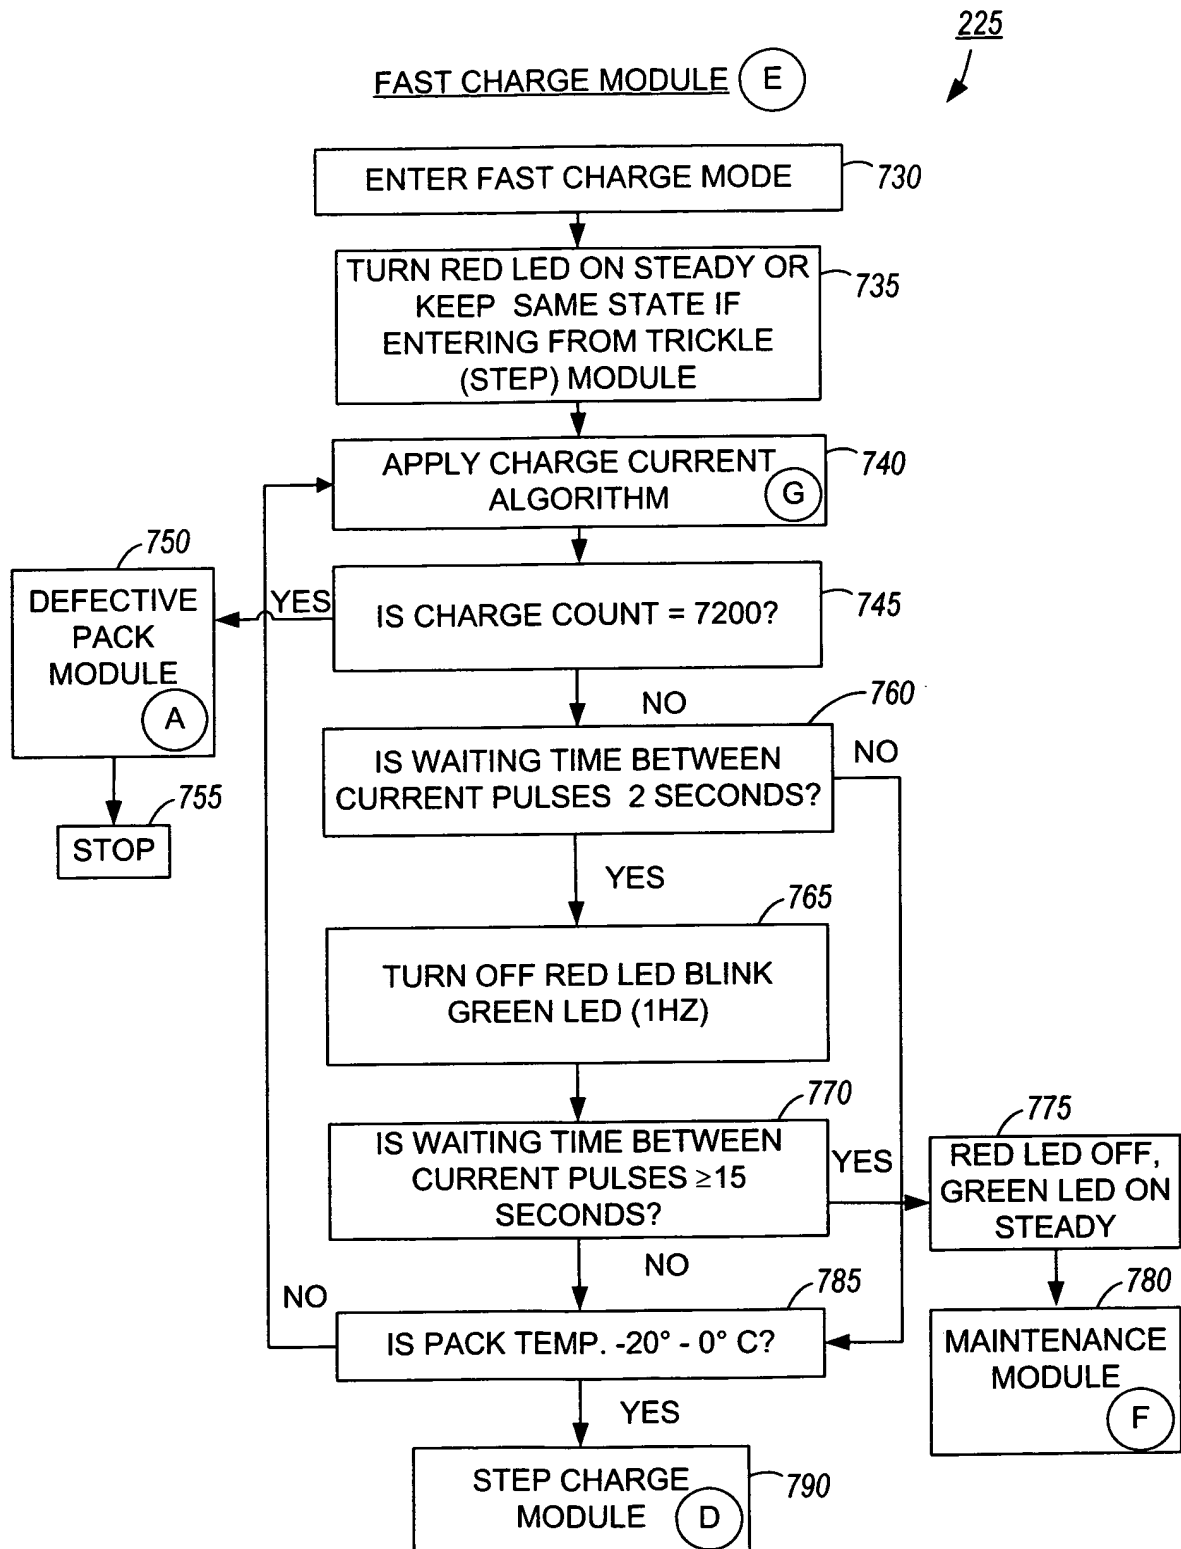 225
FAST CHARGE MODULE E
ENTER FAST CHARGE MODE
730
TURN RED LED ON STEADY OR
KEEP SAME STATE IF
ENTERING FROM TRICKLE
(STEP) MODULE
735
APPLY CHARGE CURRENT
ALGORITHM
G
740
750
DEFECTIVE
PACK
MODULE
A
YES
IS CHARGE COUNT = 7200?
745
755
STOP
NO
760
IS WAITING TIME BETWEEN
CURRENT PULSES 2 SECONDS?
NO
YES
765
TURN OFF RED LED BLINK
GREEN LED (1HZ)
770
IS WAITING TIME BETWEEN
CURRENT PULSES ≥15
SECONDS?
YES
775
RED LED OFF,
GREEN LED ON
STEADY
NO
NO
785
IS PACK TEMP. -20° - 0° C?
780
MAINTENANCE
MODULE
F
YES
STEP CHARGE
MODULE
D
790